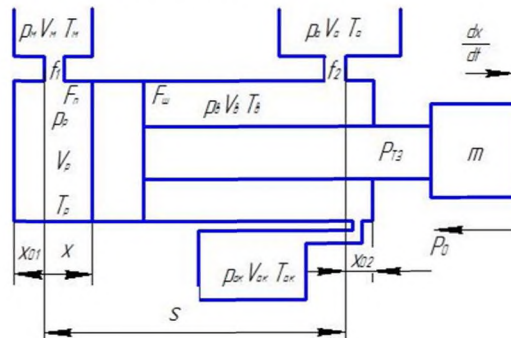 pм Vм Tм
pа Vа Tа
dx
dt
f1
f2
Fп
Fш
pр
pв Vв Tв
Vр
Pтэ
m
Tр
x01
x
pок Vок Tок
x02
P0
S